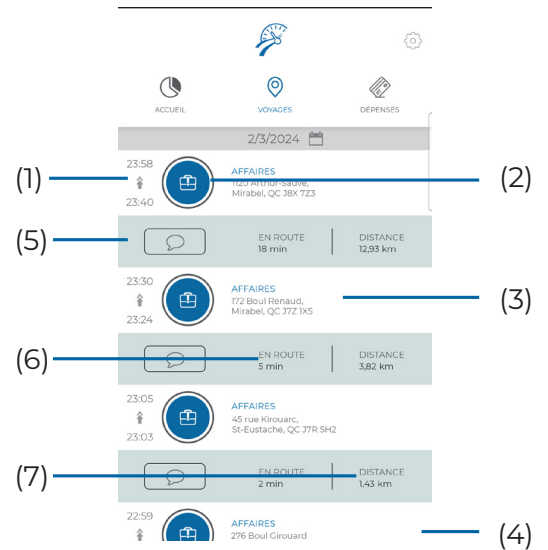 ACCUEIL VOYAGES DÉPENSES
2/3/2024
23:58
(1)
23:40
AFFAIRES
1120 Arthur-Sauvé,
Mirabel, QC J8X 7Z3
(2)
(5)
EN ROUTE
18 min
DISTANCE
12,93 km
23:30
23:24
AFFAIRES
172 Boul Renaud,
Mirabel, QC J7Z 1X5
(3)
(6)
EN ROUTE
5 min
DISTANCE
3,82 km
23:05
23:03
AFFAIRES
45 rue Kirouarc,
St-Eustache, QC J7R 5H2
(7)
EN ROUTE
2 min
DISTANCE
1,43 km
22:59
AFFAIRES
276 Boul Girouard
(4)